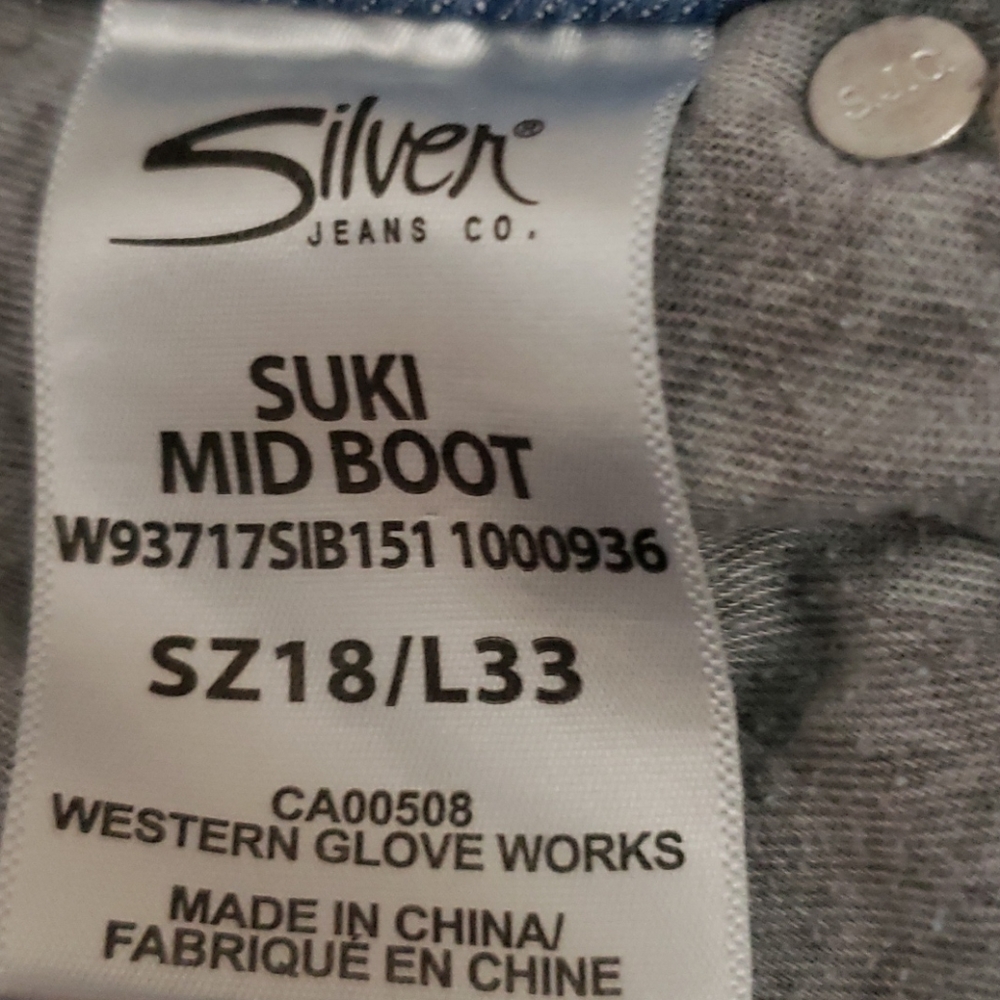 Silver®
JEANS CO.
SUKI
MID BOOT
W93717SIB151 1000936
SZ18/L33
CA00508
WESTERN GLOVE WORKS
MADE IN CHINA/
FABRIQUÉ EN CHINE
S.J.C